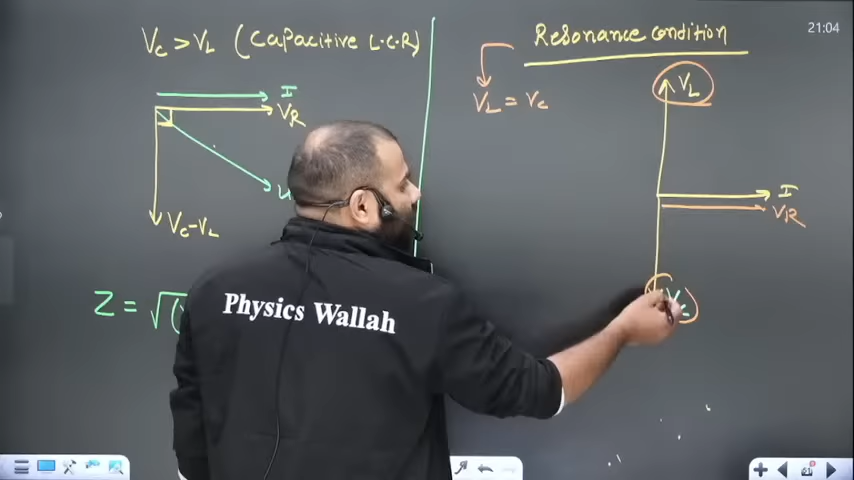 Vc > VL (Capacitive L-C-R)
I
VR
Vc-VL
Z = √(
Resonance condition
VL = Vc
VL
I
VR
21:04
Physics Wallah